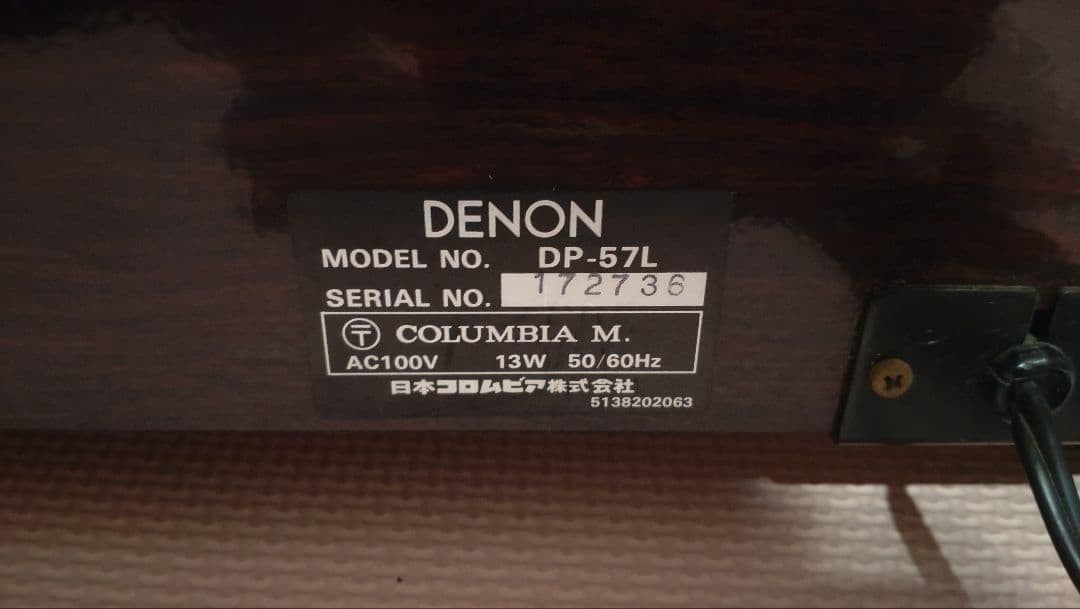 DENON
MODEL NO. DP-57L
SERIAL NO. 172736
〒 COLUMBIA M.
AC100V 13W 50/60Hz
日本コロムビア株式会社
5138202063